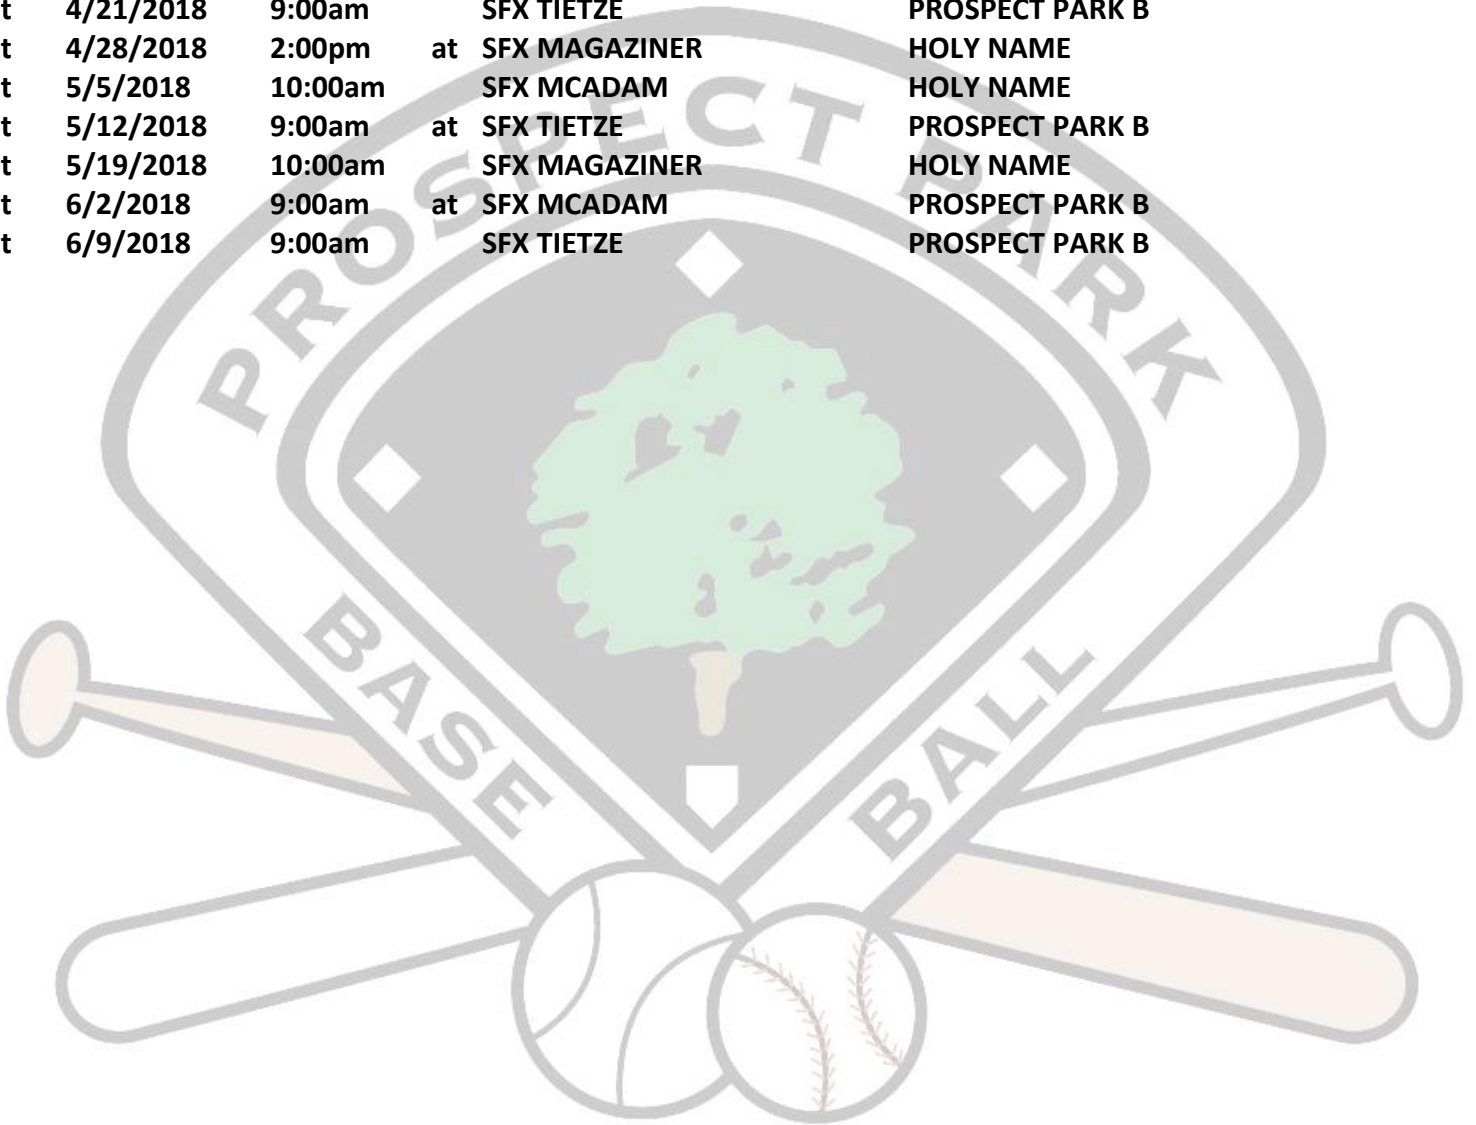 t 4/21/2018 9:00am SFX TIETZE PROSPECT PARK B
t 4/28/2018 2:00pm at SFX MAGAZINER HOLY NAME
t 5/5/2018 10:00am SFX MCADAM HOLY NAME
t 5/12/2018 9:00am at SFX TIETZE PROSPECT PARK B
t 5/19/2018 10:00am SFX MAGAZINER HOLY NAME
t 6/2/2018 9:00am at SFX MCADAM PROSPECT PARK B
t 6/9/2018 9:00am SFX TIETZE PROSPECT PARK B
PROSPECT PARK
BASE BALL